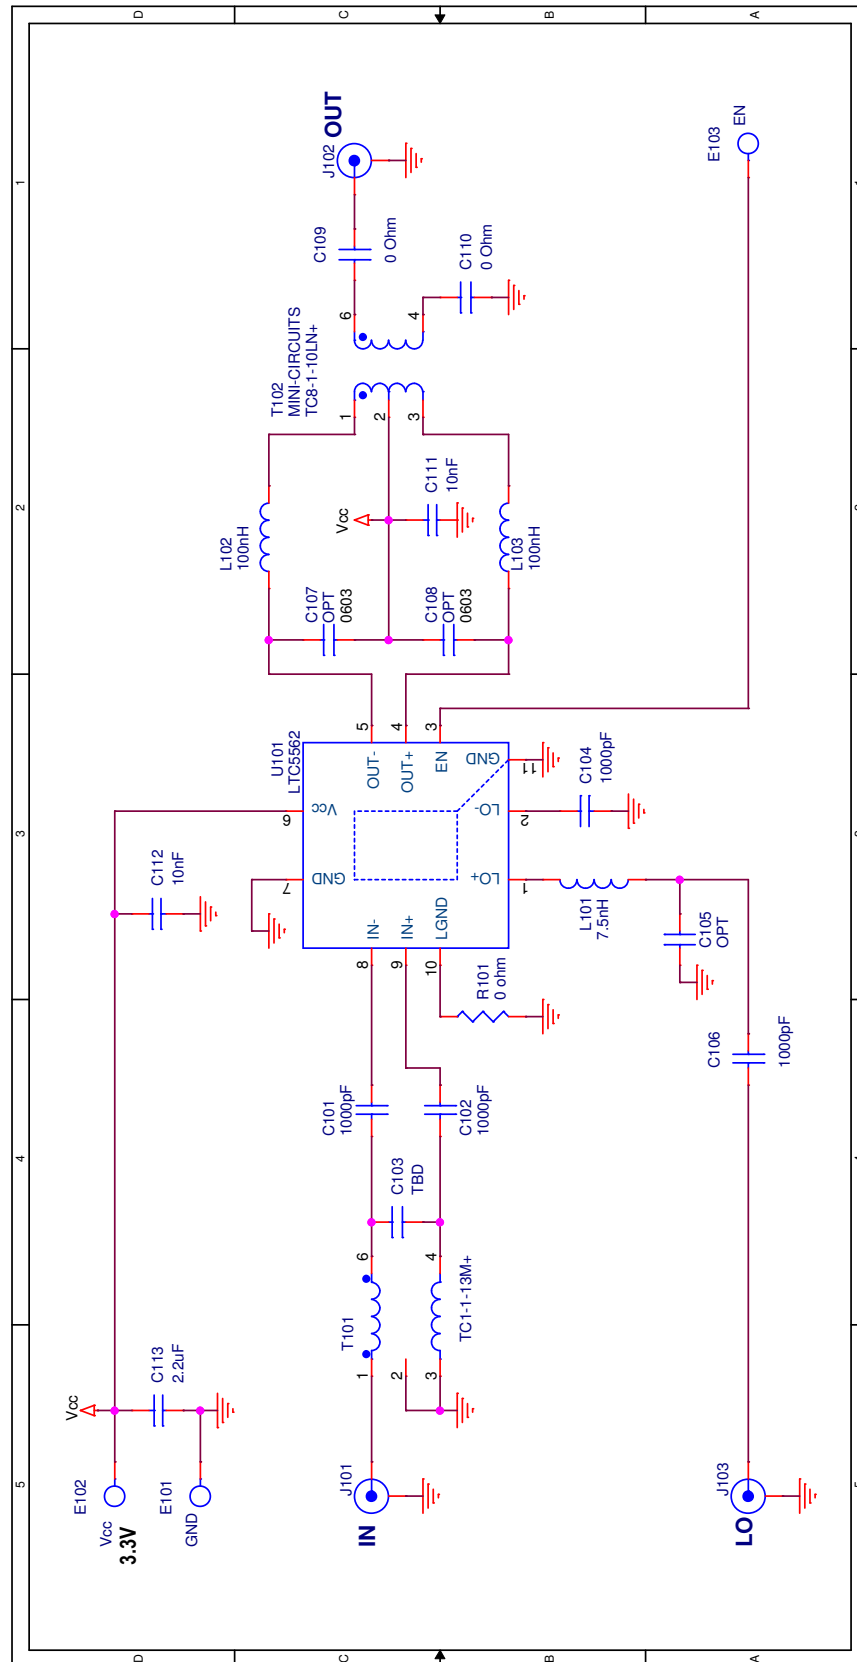 D
C
B
A
1
J102
OUT
E103
EN
C109
0 Ohm
C110
0 Ohm
6
4
T102
MINI-CIRCUITS
TC8-1-10LN+
1
2
3
2
L102
100nH
Vcc
C111
10nF
L103
100nH
C107
OPT
0603
C108
OPT
0603
5
4
3
U101
LTC5562
OUT-
OUT+
EN
Vcc
GND
GND
LO-
LO+
IN-
IN+
LGND
6
7
11
2
1
8
9
10
3
C112
10nF
C104
1000pF
L101
7.5nH
C105
OPT
R101
0 ohm
C106
1000pF
C101
1000pF
C102
1000pF
4
C103
TBD
6
4
T101
TC1-1-13M+
1
2
3
Vcc
C113
2.2uF
5
E102
Vcc
3.3V
E101
GND
J101
IN
J103
LO
D
C
B
A